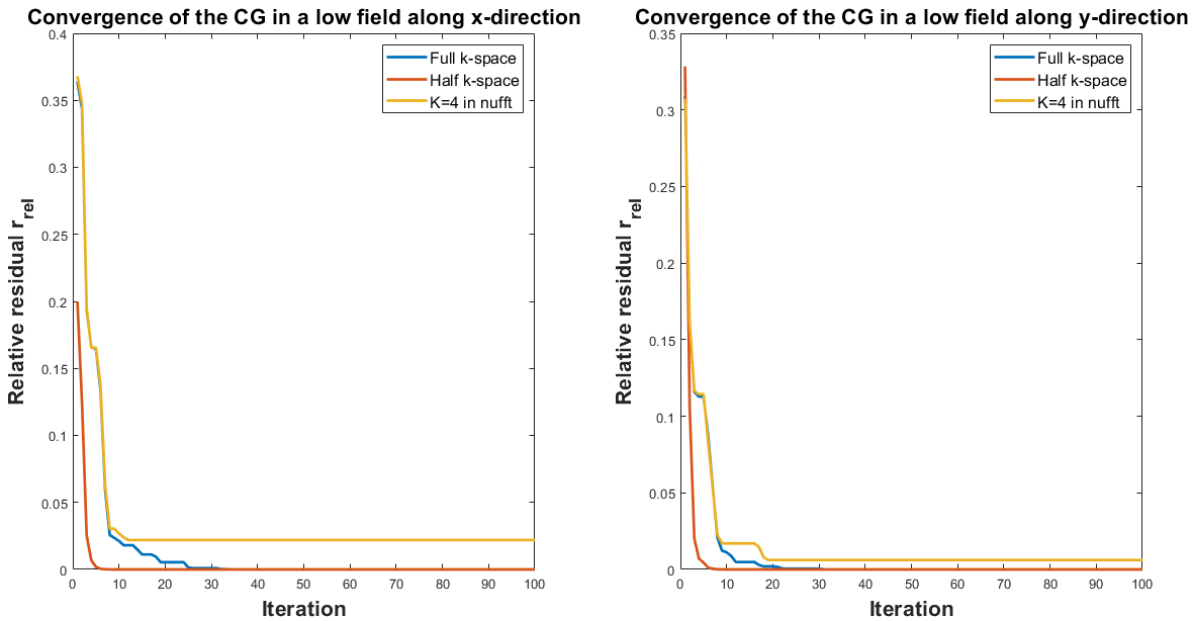 Convergence of the CG in a low field along x-direction
0.4
0.35
0.3
0.25
0.2
0.15
0.1
0.05
0
Relative residual r_rel
0 10 20 30 40 50 60 70 80 90 100
Iteration
Full k-space
Half k-space
K=4 in nufft
Convergence of the CG in a low field along y-direction
0.35
0.3
0.25
0.2
0.15
0.1
0.05
0
Relative residual r_rel
0 10 20 30 40 50 60 70 80 90 100
Iteration
Full k-space
Half k-space
K=4 in nufft